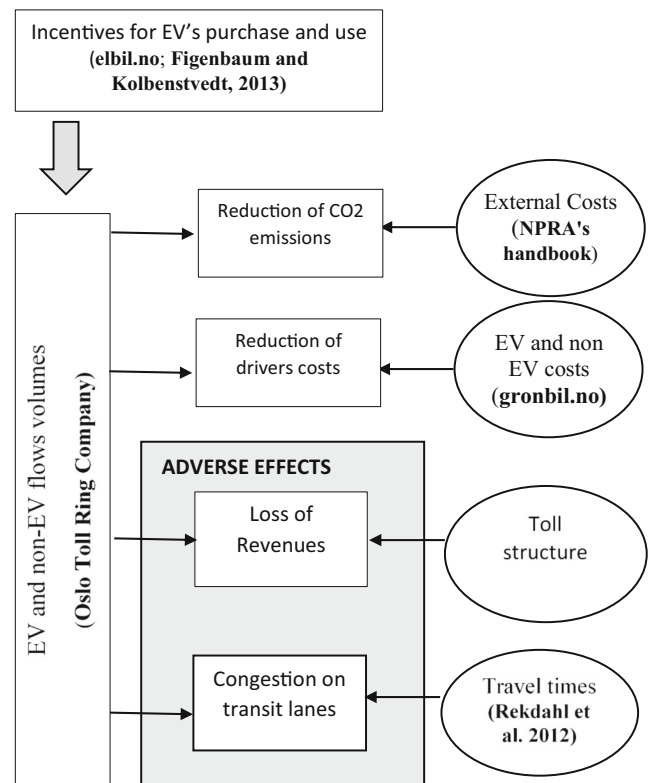 Incentives for EV's purchase and use
(elbil.no; Figenbaum and
Kolbenstvedt, 2013)
EV and non-EV flows volumes
(Oslo Toll Ring Company)
Reduction of CO2
emissions
External Costs
(NPRA's
handbook)
Reduction of
drivers costs
EV and non
EV costs
(gronbil.no)
ADVERSE EFFECTS
Loss of
Revenues
Toll
structure
Congestion on
transit lanes
Travel times
(Rekdahl et
al. 2012)